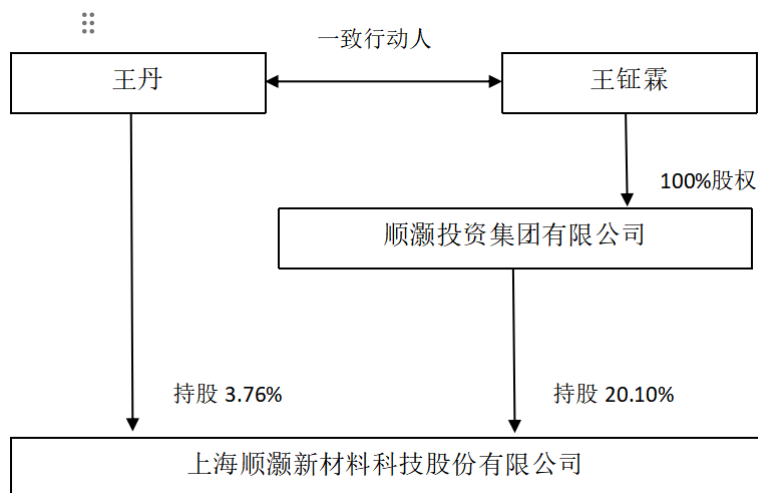 一致行动人
王丹
王钲霖
100%股权
顺灏投资集团有限公司
持股 3.76%
持股 20.10%
上海顺灏新材料科技股份有限公司